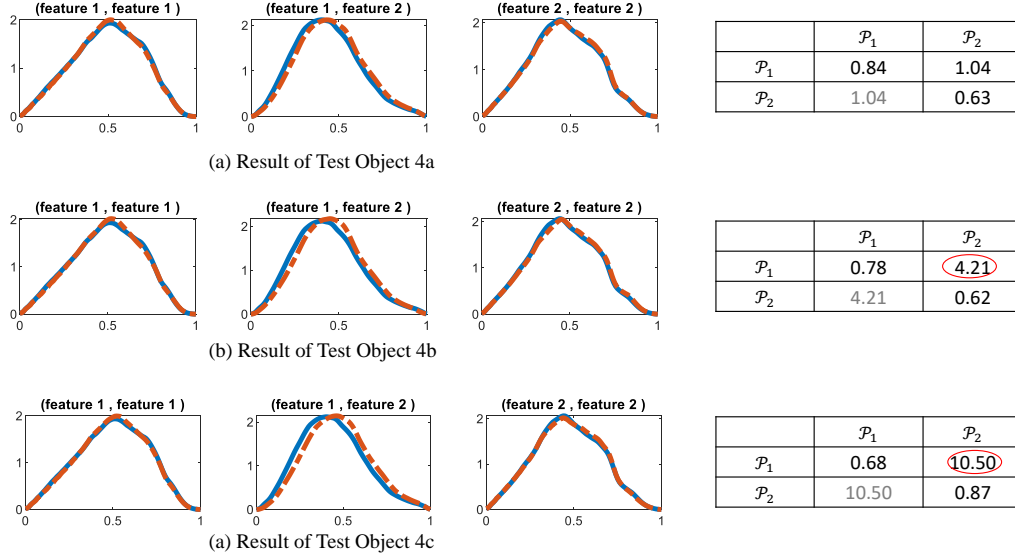 (feature 1 , feature 1 )
(feature 1 , feature 2 )
(feature 2 , feature 2 )
2
1
0
0
0.5
1
2
1
0
0
0.5
1
2
1
0
0
0.5
1
𝒫1 𝒫2
𝒫1 0.84 1.04
𝒫2 1.04 0.63
(a) Result of Test Object 4a
(feature 1 , feature 1 )
(feature 1 , feature 2 )
(feature 2 , feature 2 )
2
1
0
0
0.5
1
2
1
0
0
0.5
1
2
1
0
0
0.5
1
𝒫1 𝒫2
𝒫1 0.78 4.21
𝒫2 4.21 0.62
(b) Result of Test Object 4b
(feature 1 , feature 1 )
(feature 1 , feature 2 )
(feature 2 , feature 2 )
2
1
0
0
0.5
1
2
1
0
0
0.5
1
2
1
0
0
0.5
1
𝒫1 𝒫2
𝒫1 0.68 10.50
𝒫2 10.50 0.87
(a) Result of Test Object 4c